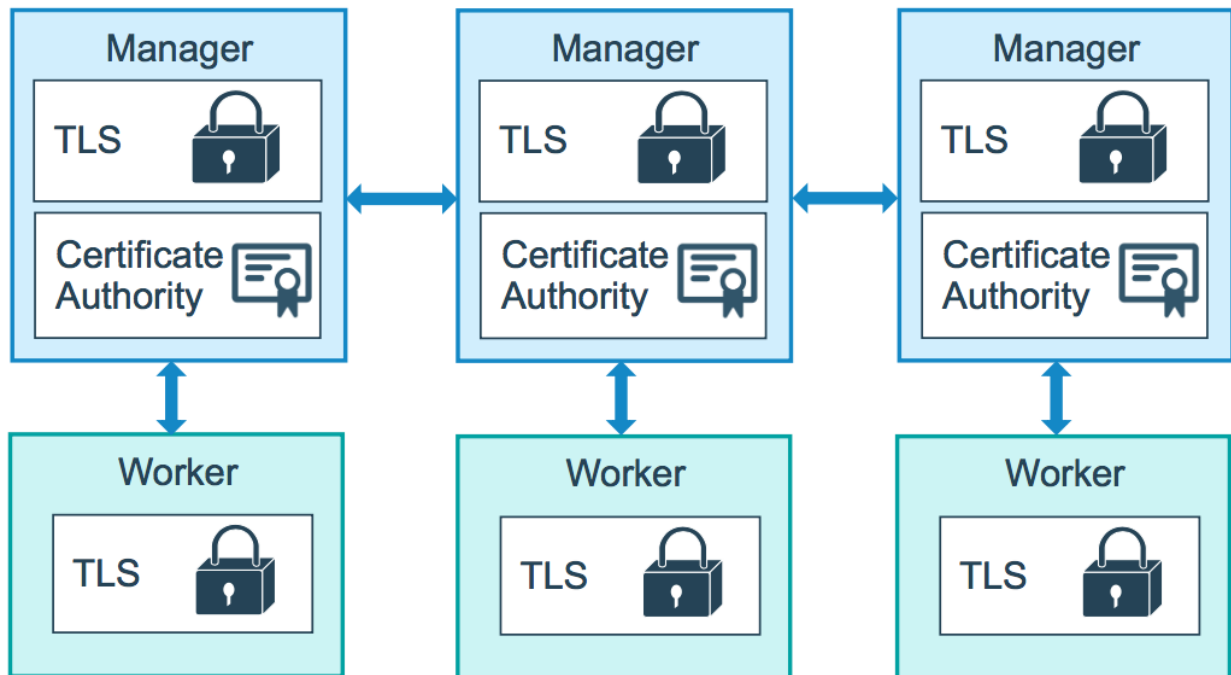 Manager
TLS
Certificate
Authority
Manager
TLS
Certificate
Authority
Manager
TLS
Certificate
Authority
Worker
TLS
Worker
TLS
Worker
TLS